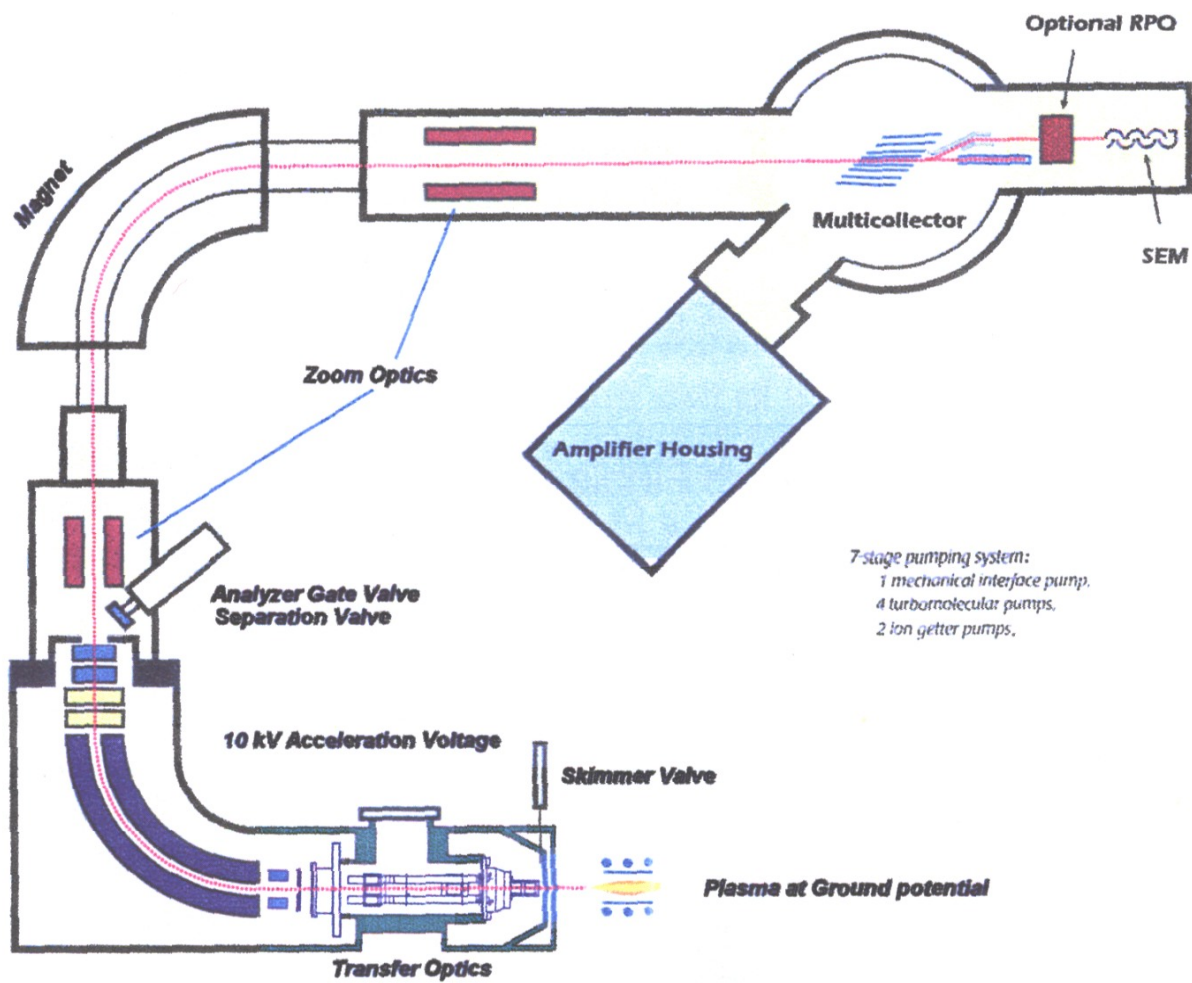 Optional RPQ
Magnet
Multicollector
SEM
Zoom Optics
Amplifier Housing
7-stage pumping system:
1 mechanical interface pump,
4 turbomolecular pumps,
2 ion getter pumps,
Analyzer Gate Valve
Separation Valve
10 kV Acceleration Voltage
Skimmer Valve
Plasma at Ground potential
Transfer Optics